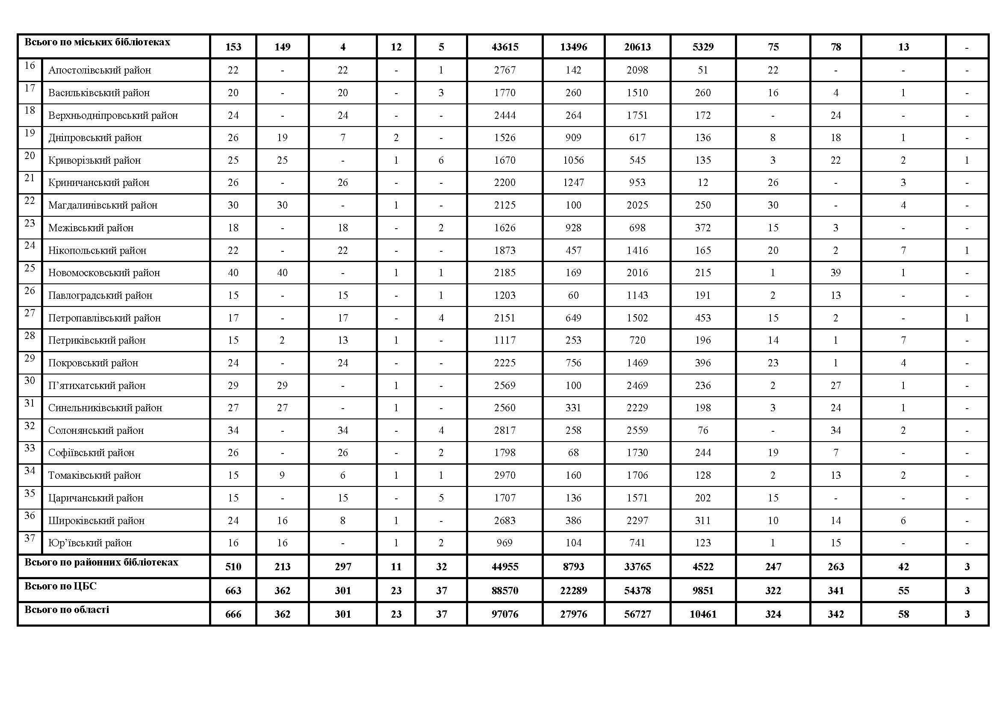 Всього по міських бібліотеках 153 149 4 12 5 43615 13496 20613 5329 75 78 13 -
16 Апостолівський район 22 - 22 - 1 2767 142 2098 51 22 - - -
17 Васильківський район 20 - 20 - 3 1770 260 1510 260 16 4 1 -
18 Верхньодніпровський район 24 - 24 - - 2444 264 1751 172 - 24 - -
19 Дніпровський район 26 19 7 2 - 1526 909 617 136 8 18 1 -
20 Криворізький район 25 25 - 1 6 1670 1056 545 135 3 22 2 1
21 Криничанський район 26 - 26 - - 2200 1247 953 12 26 - 3 -
22 Магдалинівський район 30 30 - 1 - 2125 100 2025 250 30 - 4 -
23 Межівський район 18 - 18 - 2 1626 928 698 372 15 3 - -
24 Нікопольський район 22 - 22 - - 1873 457 1416 165 20 2 7 1
25 Новомосковський район 40 40 - 1 1 2185 169 2016 215 1 39 1 -
26 Павлоградський район 15 - 15 - 1 1203 60 1143 191 2 13 - -
27 Петропавлівський район 17 - 17 - 4 2151 649 1502 453 15 2 - 1
28 Петриківський район 15 2 13 1 - 1117 253 720 196 14 1 7 -
29 Покровський район 24 - 24 - - 2225 756 1469 396 23 1 4 -
30 П’ятихатський район 29 29 - 1 - 2569 100 2469 236 2 27 1 -
31 Синельниківський район 27 27 - 1 - 2560 331 2229 198 3 24 1 -
32 Солонянський район 34 - 34 - 4 2817 258 2559 76 - 34 2 -
33 Софіївський район 26 - 26 - 2 1798 68 1730 244 19 7 - -
34 Томаківський район 15 9 6 1 1 2970 160 1706 128 2 13 2 -
35 Царичанський район 15 - 15 - 5 1707 136 1571 202 15 - - -
36 Широківський район 24 16 8 1 - 2683 386 2297 311 10 14 6 -
37 Юр’ївський район 16 16 - 1 2 969 104 741 123 1 15 - -
Всього по районних бібліотеках 510 213 297 11 32 44955 8793 33765 4522 247 263 42 3
Всього по ЦБС 663 362 301 23 37 88570 22289 54378 9851 322 341 55 3
Всього по області 666 362 301 23 37 97076 27976 56727 10461 324 342 58 3